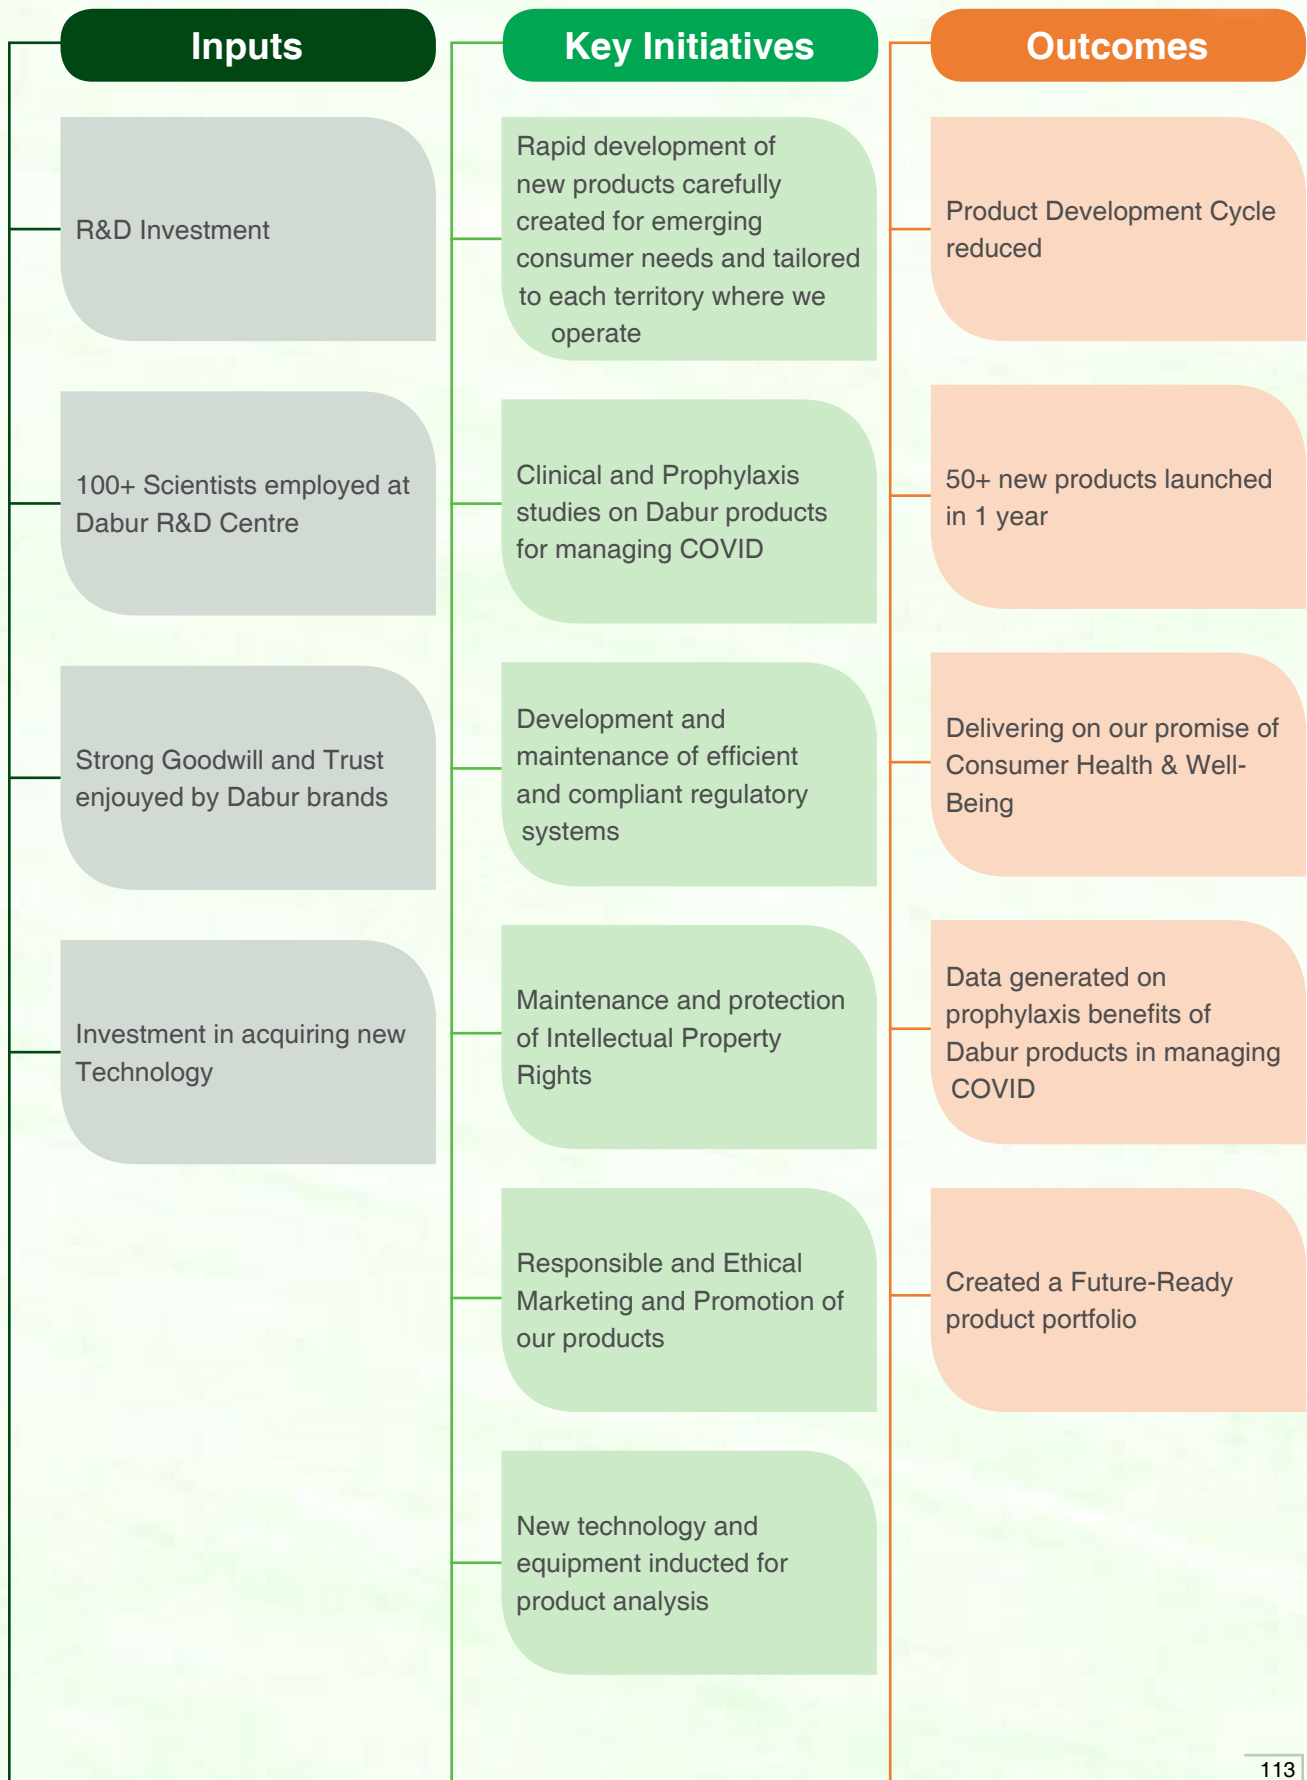 Inputs
R&D Investment
100+ Scientists employed at
Dabur R&D Centre
Strong Goodwill and Trust
enjouyed by Dabur brands
Investment in acquiring new
Technology
Key Initiatives
Rapid development of
new products carefully
created for emerging
consumer needs and tailored
to each territory where we
operate
Clinical and Prophylaxis
studies on Dabur products
for managing COVID
Development and
maintenance of efficient
and compliant regulatory
systems
Maintenance and protection
of Intellectual Property
Rights
Responsible and Ethical
Marketing and Promotion of
our products
New technology and
equipment inducted for
product analysis
Outcomes
Product Development Cycle
reduced
50+ new products launched
in 1 year
Delivering on our promise of
Consumer Health & Well-
Being
Data generated on
prophylaxis benefits of
Dabur products in managing
COVID
Created a Future-Ready
product portfolio
113